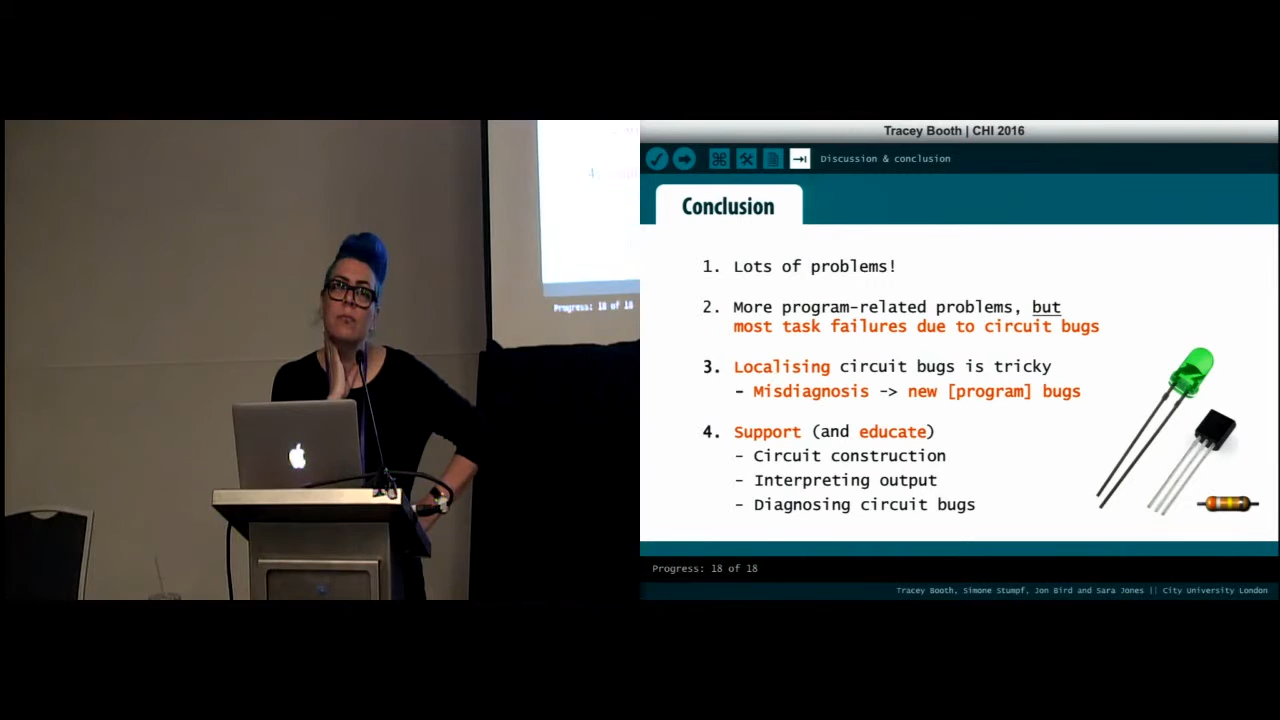 Tracey Booth | CHI 2016
Discussion & conclusion
Conclusion
1. Lots of problems!
2. More program-related problems, but
most task failures due to circuit bugs
3. Localising circuit bugs is tricky
– Misdiagnosis -> new [program] bugs
4. Support (and educate)
– Circuit construction
– Interpreting output
– Diagnosing circuit bugs
Progress: 18 of 18
Tracey Booth, Simone Stumpf, Jon Bird and Sara Jones || City University London
4
Progress: 18 of 18